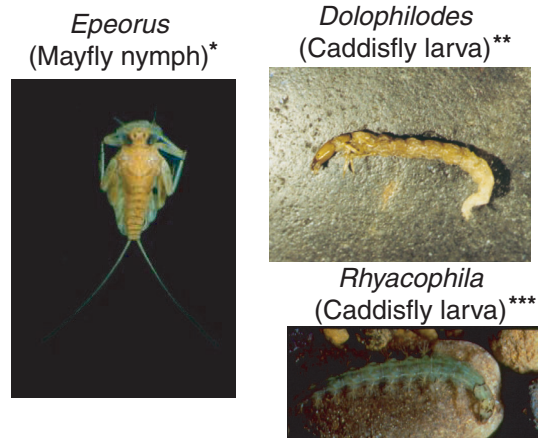 Epeorus
(Mayfly nymph)*
Dolophilodes
(Caddisfly larva)**
Rhyacophila
(Caddisfly larva)***